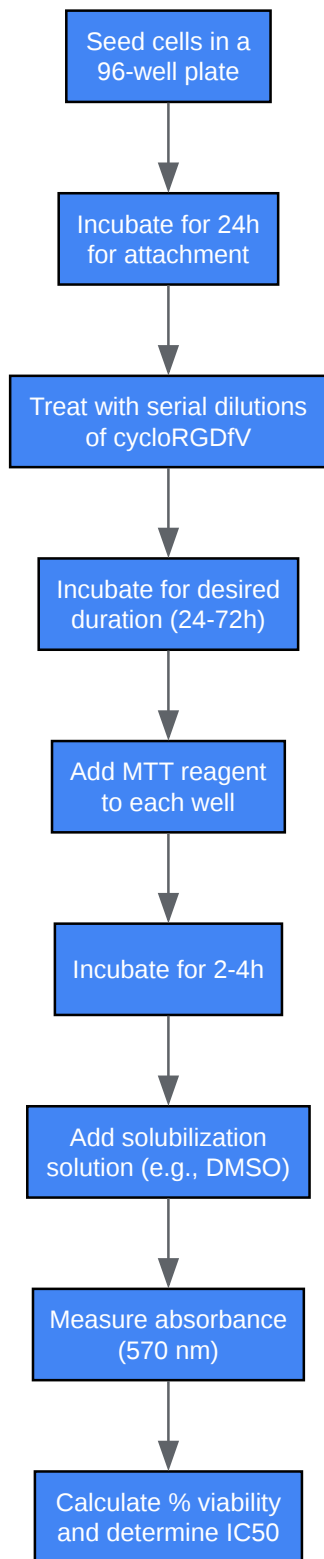 Seed cells in a
96-well plate
Incubate for 24h
for attachment
Treat with serial dilutions
of cycloRGDfV
Incubate for desired
duration (24-72h)
Add MTT reagent
to each well
Incubate for 2-4h
Add solubilization
solution (e.g., DMSO)
Measure absorbance
(570 nm)
Calculate % viability
and determine IC50